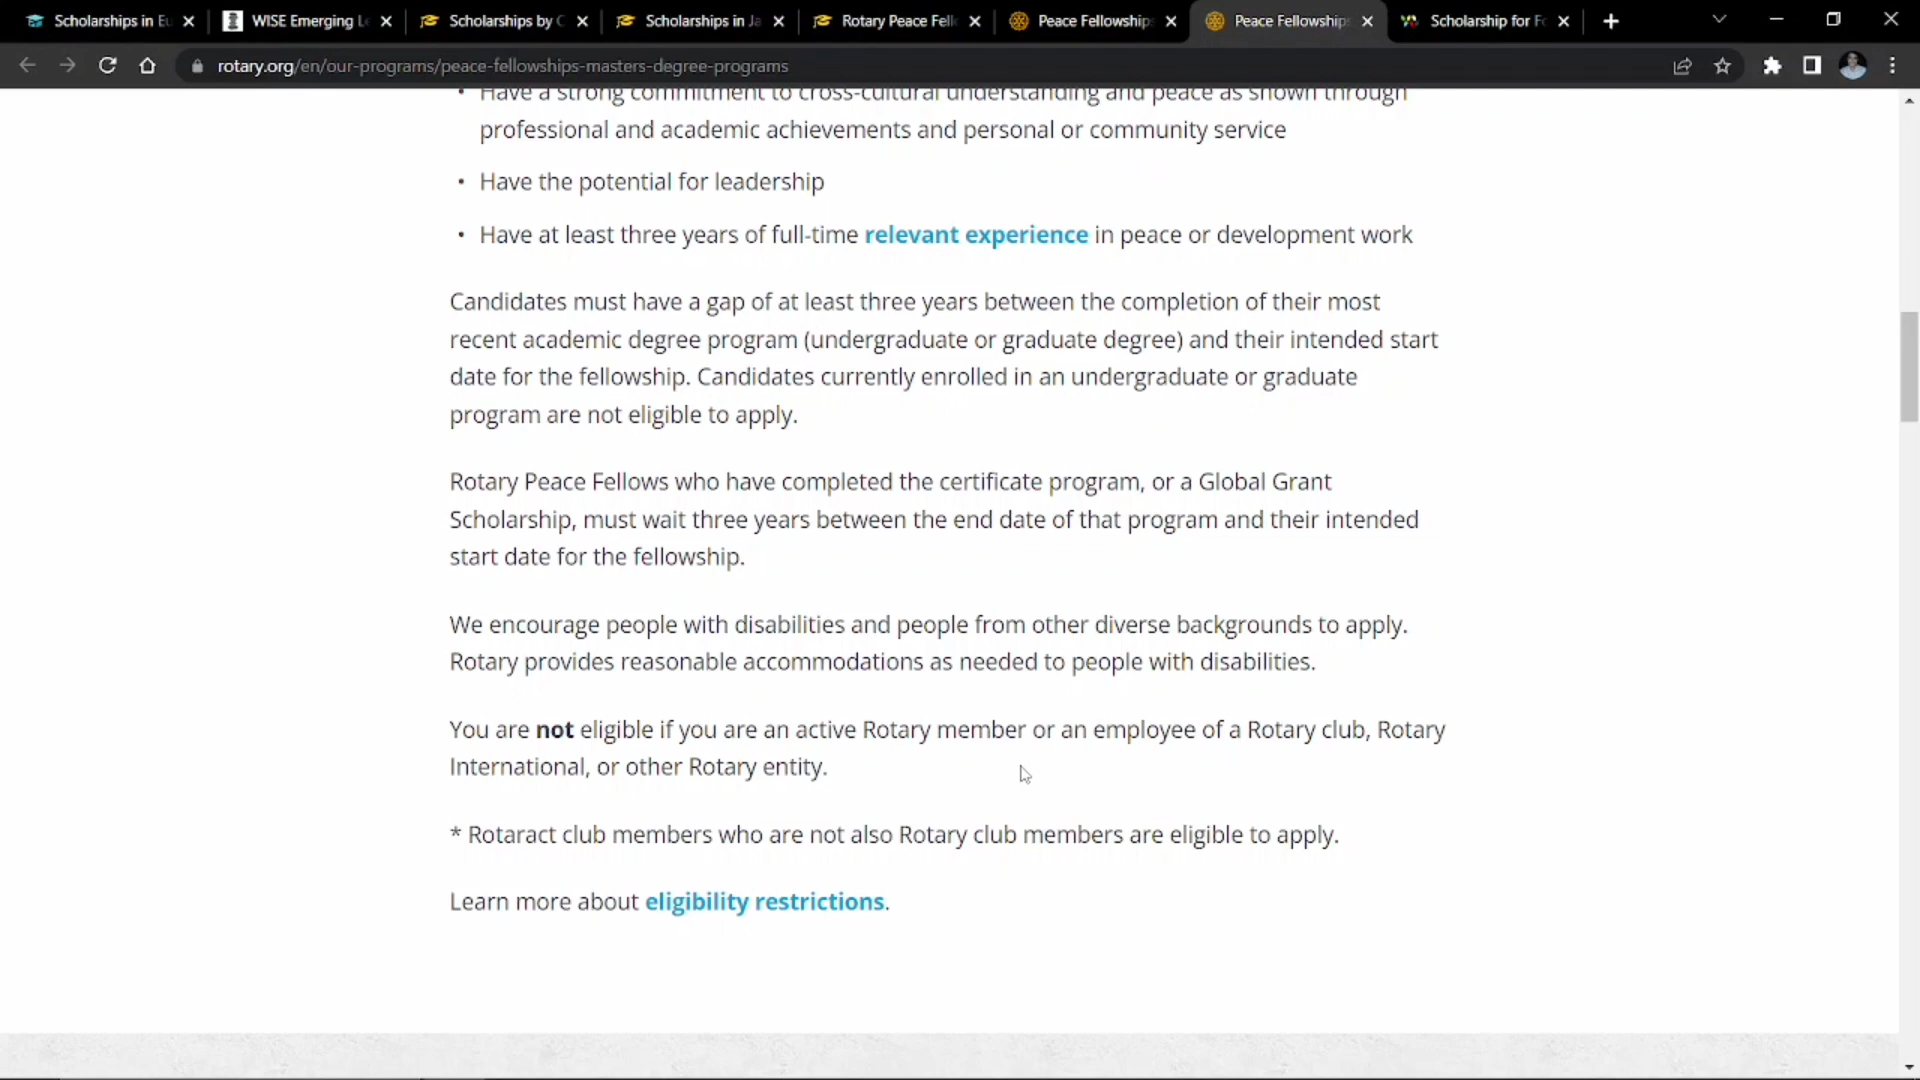 Scholarships in Eu
WISE Emerging Le
Scholarships by C
Scholarships in Ja
Rotary Peace Fell
Peace Fellowship
Peace Fellowship
Scholarship for Fo
rotary.org/en/our-programs/peace-fellowships-masters-degree-programs
• Have a strong commitment to cross-cultural understanding and peace as shown through
professional and academic achievements and personal or community service
• Have the potential for leadership
• Have at least three years of full-time relevant experience in peace or development work
Candidates must have a gap of at least three years between the completion of their most
recent academic degree program (undergraduate or graduate degree) and their intended start
date for the fellowship. Candidates currently enrolled in an undergraduate or graduate
program are not eligible to apply.
Rotary Peace Fellows who have completed the certificate program, or a Global Grant
Scholarship, must wait three years between the end date of that program and their intended
start date for the fellowship.
We encourage people with disabilities and people from other diverse backgrounds to apply.
Rotary provides reasonable accommodations as needed to people with disabilities.
You are not eligible if you are an active Rotary member or an employee of a Rotary club, Rotary
International, or other Rotary entity.
* Rotaract club members who are not also Rotary club members are eligible to apply.
Learn more about eligibility restrictions.